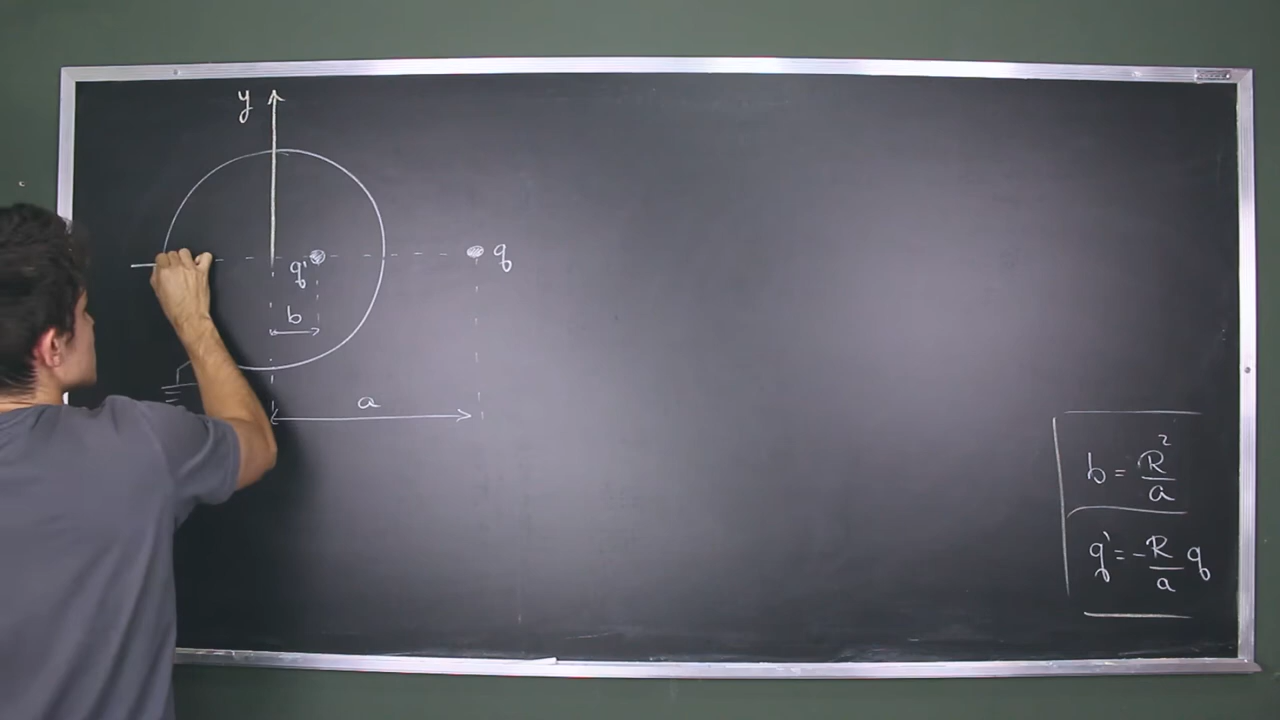 y
q' q
b
a
b = R²/a
q' = -R/a q